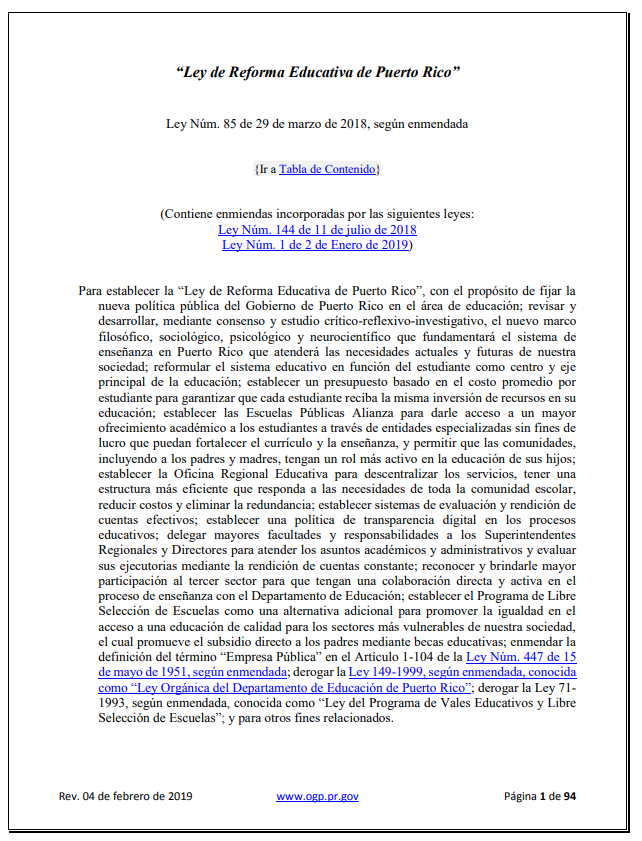 “Ley de Reforma Educativa de Puerto Rico”
Ley Núm. 85 de 29 de marzo de 2018, según enmendada
{Ir a Tabla de Contenido}
(Contiene enmiendas incorporadas por las siguientes leyes:
Ley Núm. 144 de 11 de julio de 2018
Ley Núm. 1 de 2 de Enero de 2019)
Para establecer la “Ley de Reforma Educativa de Puerto Rico”, con el propósito de fijar la
nueva política pública del Gobierno de Puerto Rico en el área de educación; revisar y
desarrollar, mediante consenso y estudio crítico-reflexivo-investigativo, el nuevo marco
filosófico, sociológico, psicológico y neurocientífico que fundamentará el sistema de
enseñanza en Puerto Rico que atenderá las necesidades actuales y futuras de nuestra
sociedad; reformular el sistema educativo en función del estudiante como centro y eje
principal de la educación; establecer un presupuesto basado en el costo promedio por
estudiante para garantizar que cada estudiante reciba la misma inversión de recursos en su
educación; establecer las Escuelas Públicas Alianza para darle acceso a un mayor
ofrecimiento académico a los estudiantes a través de entidades especializadas sin fines de
lucro que puedan fortalecer el currículo y la enseñanza, y permitir que las comunidades,
incluyendo a los padres y madres, tengan un rol más activo en la educación de sus hijos;
establecer la Oficina Regional Educativa para descentralizar los servicios, tener una
estructura más eficiente que responda a las necesidades de toda la comunidad escolar,
reducir costos y eliminar la redundancia; establecer sistemas de evaluación y rendición de
cuentas efectivos; establecer una política de transparencia digital en los procesos
educativos; delegar mayores facultades y responsabilidades a los Superintendentes
Regionales y Directores para atender los asuntos académicos y administrativos y evaluar
sus ejecutorias mediante la rendición de cuentas constante; reconocer y brindarle mayor
participación al tercer sector para que tengan una colaboración directa y activa en el
proceso de enseñanza con el Departamento de Educación; establecer el Programa de Libre
Selección de Escuelas como una alternativa adicional para promover la igualdad en el
acceso a una educación de calidad para los sectores más vulnerables de nuestra sociedad,
el cual promueve el subsidio directo a los padres mediante becas educativas; enmendar la
definición del término “Empresa Pública” en el Artículo 1-104 de la Ley Núm. 447 de 15
de mayo de 1951, según enmendada; derogar la Ley 149-1999, según enmendada, conocida
como “Ley Orgánica del Departamento de Educación de Puerto Rico”; derogar la Ley 71-
1993, según enmendada, conocida como “Ley del Programa de Vales Educativos y Libre
Selección de Escuelas”; y para otros fines relacionados.
Rev. 04 de febrero de 2019 www.ogp.pr.gov Página 1 de 94